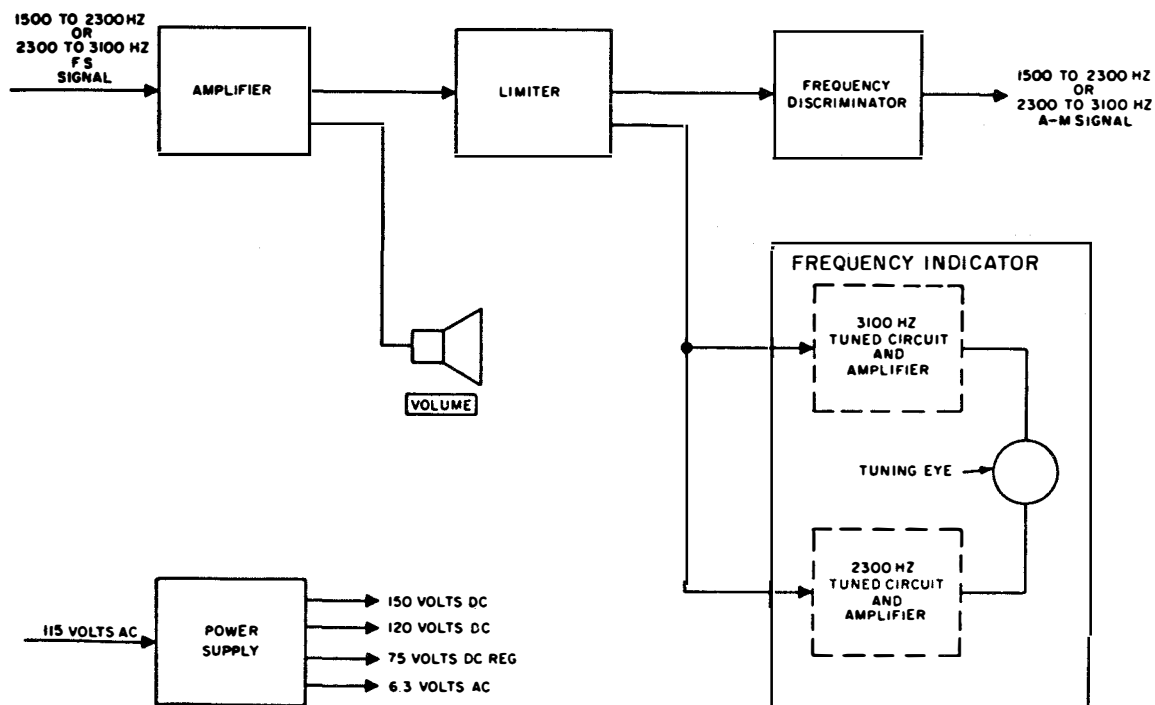 1500 TO 2300 HZ
OR
2300 TO 3100 HZ
FS
SIGNAL
AMPLIFIER
LIMITER
FREQUENCY
DISCRIMINATOR
1500 TO 2300 HZ
OR
2300 TO 3100 HZ
A-M SIGNAL
VOLUME
FREQUENCY INDICATOR
3100 HZ
TUNED CIRCUIT
AND
AMPLIFIER
TUNING EYE
2300 HZ
TUNED CIRCUIT
AND
AMPLIFIER
115 VOLTS AC
POWER
SUPPLY
150 VOLTS DC
120 VOLTS DC
75 VOLTS DC REG
6.3 VOLTS AC